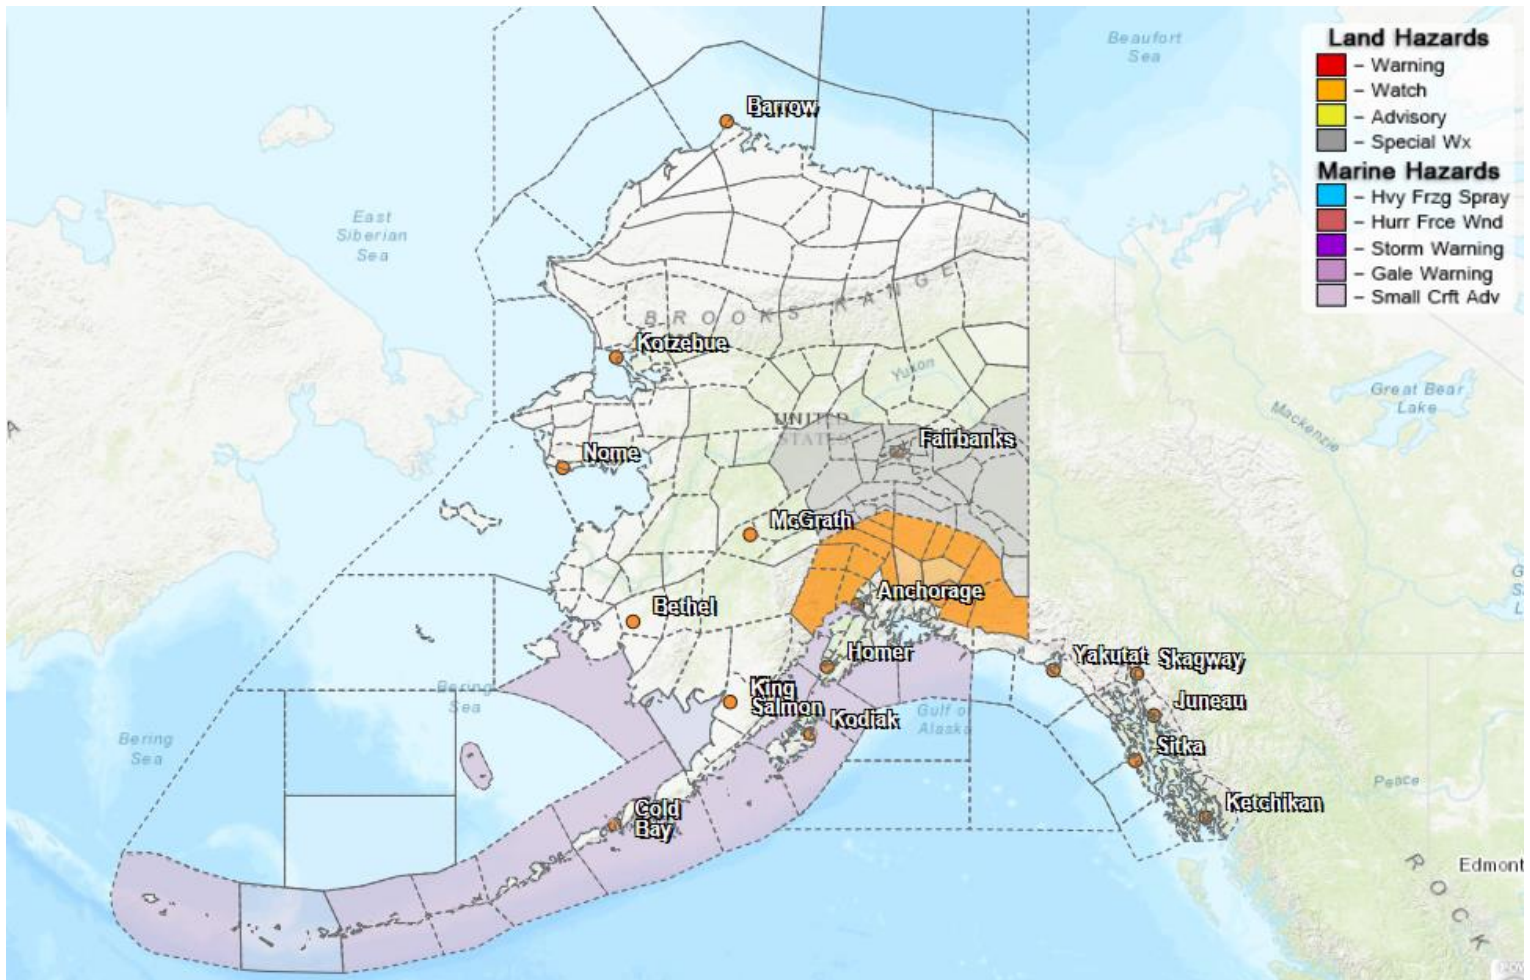 Land Hazards
– Warning
– Watch
– Advisory
– Special Wx
Marine Hazards
– Hvy Frzg Spray
– Hurr Frce Wnd
– Storm Warning
– Gale Warning
– Small Crft Adv
Beaufort
Sea
Barrow
East
Siberian
Sea
BROOKS RANGE
Kotzebue
Yukon
Great Bear
Lake
Mackenzie
UNITED
STATES
Fairbanks
Nome
McGrath
Anchorage
Bethel
Homer
Yakutat
Skagway
King
Salmon
Juneau
Bering
Sea
Kodiak
Gulf of
Alaska
Bering
Sea
Sitka
Peace
Cold
Bay
Ketchikan
Edmont
ROCK